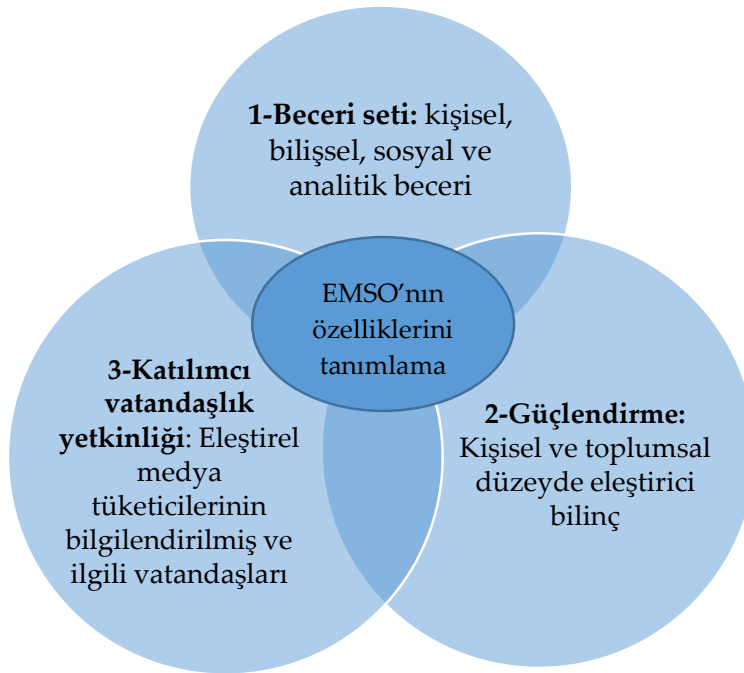 1-Beceri seti: kişisel,
bilişsel, sosyal ve
analitik beceri
EMSO’nın
özelliklerini
tanımlama
3-Katılımcı
vatandaşlık
yetkinliği: Eleştirel
medya
tüketicilerinin
bilgilendirilmiş ve
ilgili vatandaşları
2-Güçlendirme:
Kişisel ve toplumsal
düzeyde eleştirici
bilinç